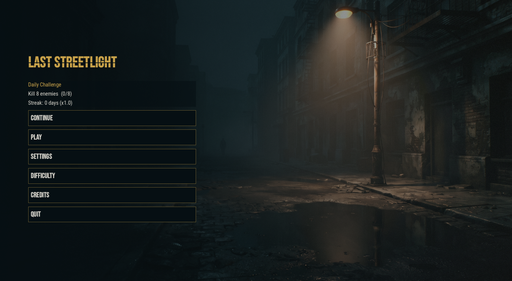 LAST STREETLIGHT
Daily Challenge
Kill 8 enemies (0/8)
Streak: 0 days (x1.0)
CONTINUE
PLAY
SETTINGS
DIFFICULTY
CREDITS
QUIT